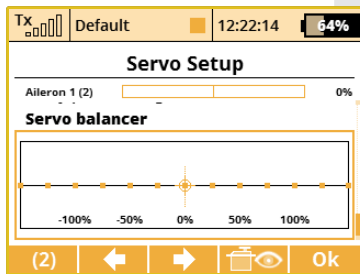 Tx Default 12:22:14 64%
Servo Setup
Aileron 1 (2) 0%
Servo balancer
-100% -50% 0% 50% 100%
(2) Ok